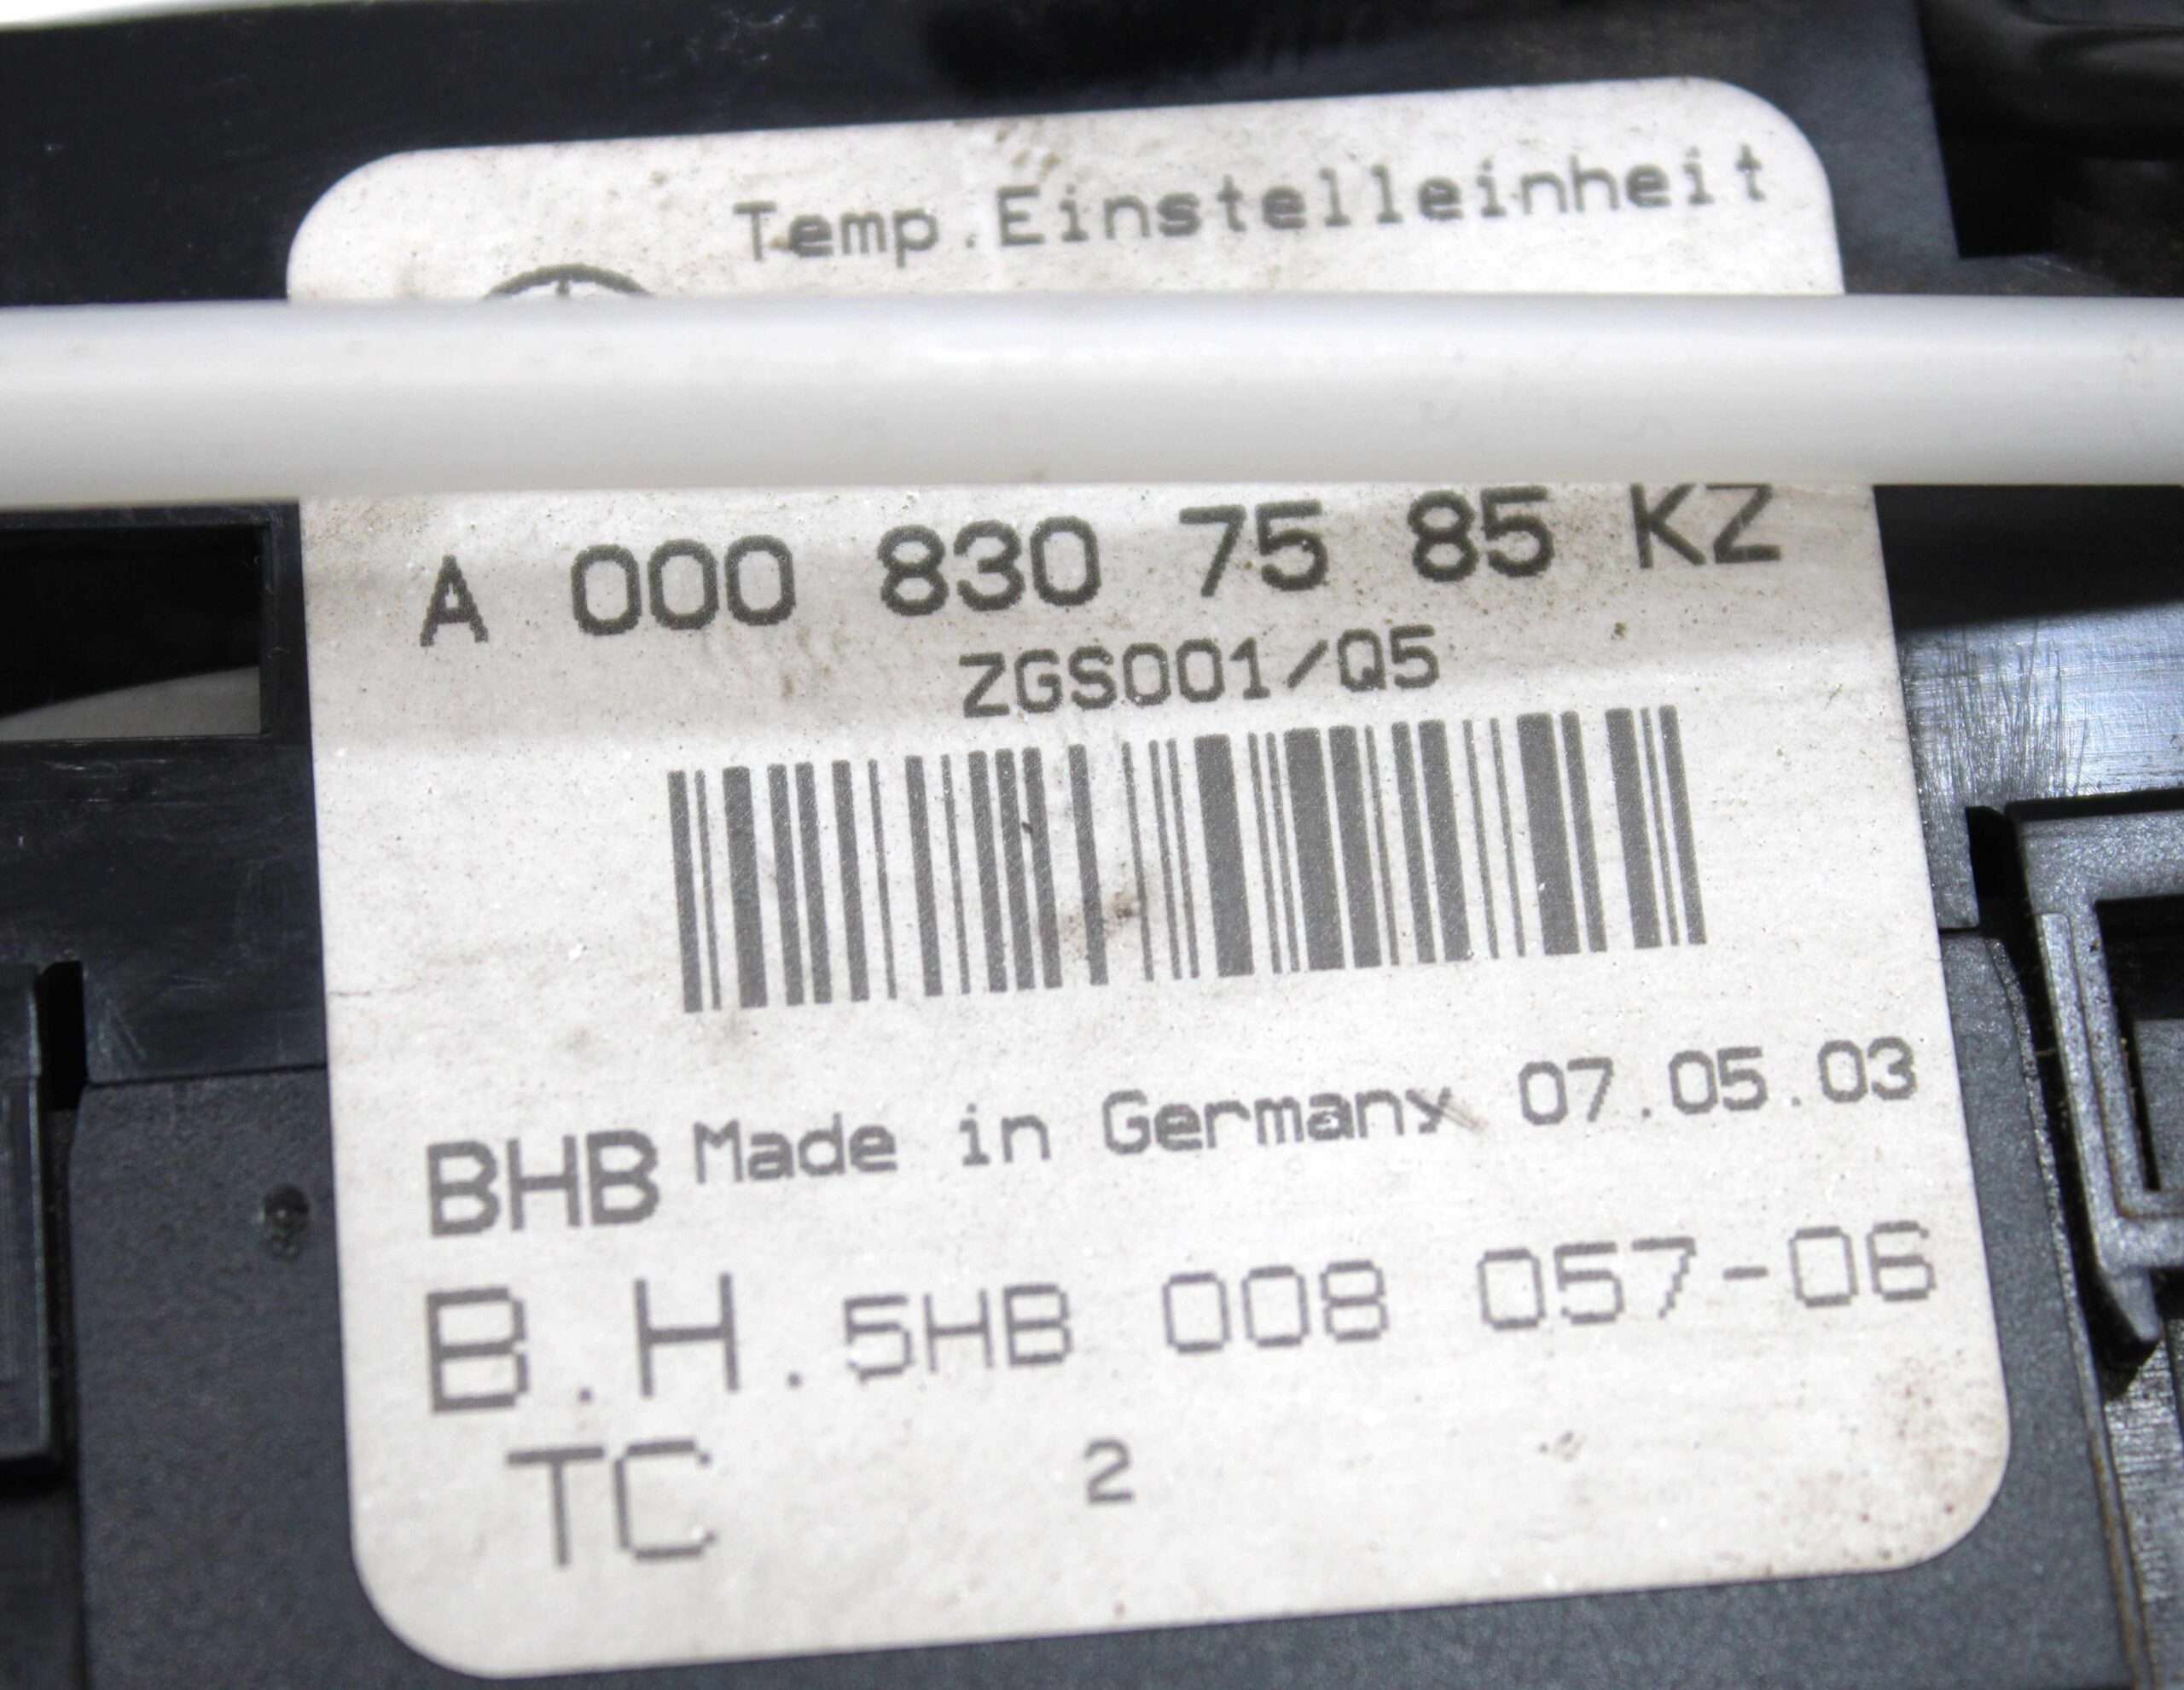 Temp.Einstelleinheit
A 000 830 75 85 KZ
ZGS001/Q5
BHB Made in Germany 07.05.03
B.H.5HB 008 057-06
TC 2